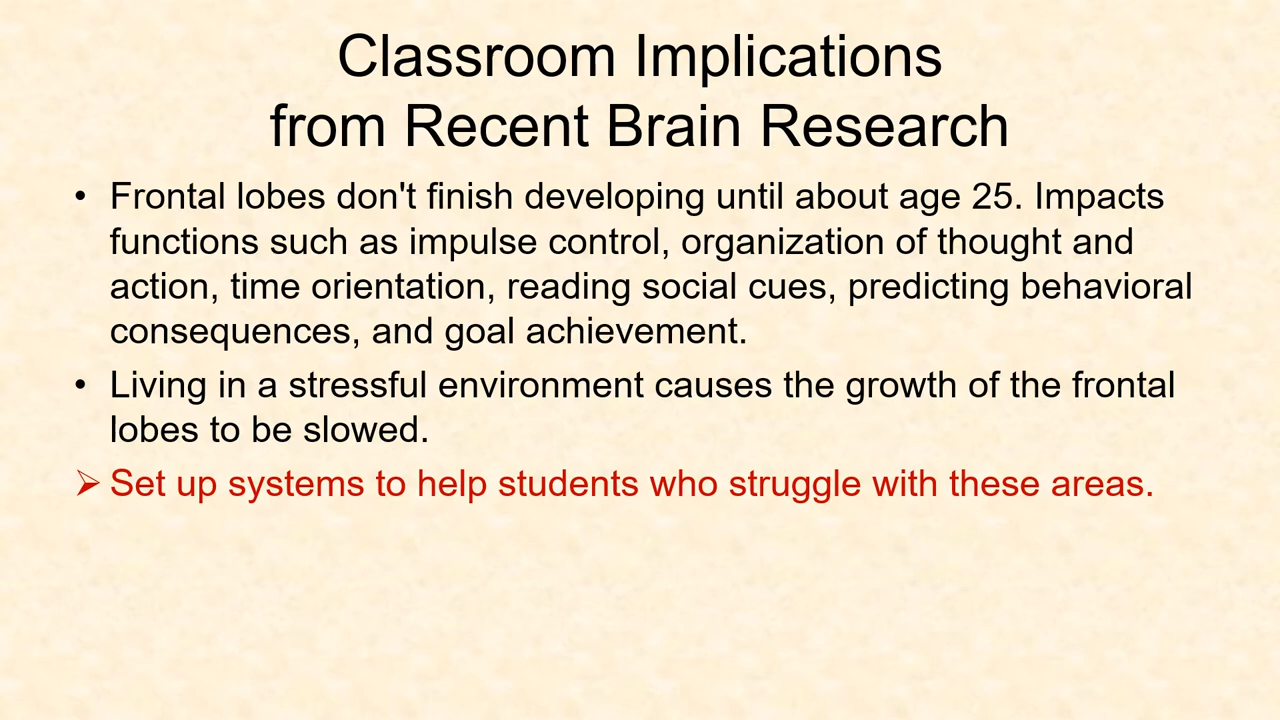 Classroom Implications
from Recent Brain Research
• Frontal lobes don't finish developing until about age 25. Impacts
functions such as impulse control, organization of thought and
action, time orientation, reading social cues, predicting behavioral
consequences, and goal achievement.
• Living in a stressful environment causes the growth of the frontal
lobes to be slowed.
➢ Set up systems to help students who struggle with these areas.